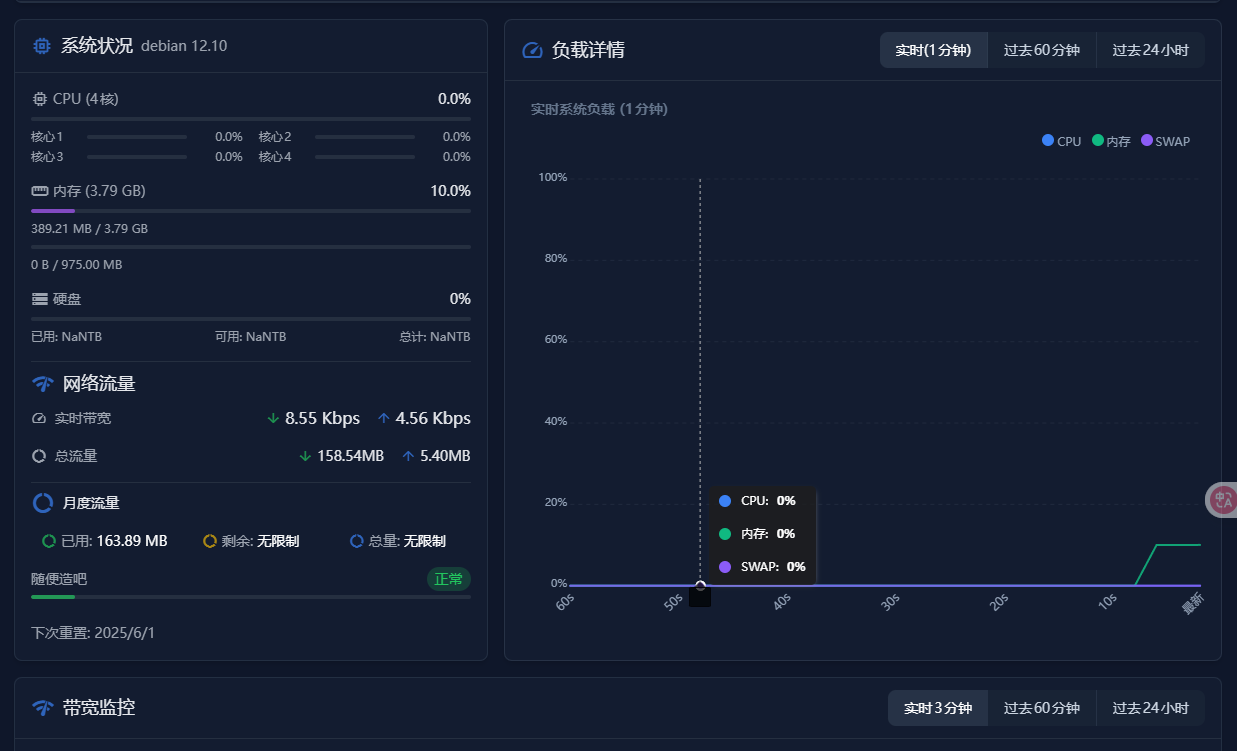 系统状况 debian 12.10
CPU (4核) 0.0%
核心1 0.0% 核心2 0.0%
核心3 0.0% 核心4 0.0%
内存 (3.79 GB) 10.0%
389.21 MB / 3.79 GB
0 B / 975.00 MB
硬盘 0%
已用: NaNTB 可用: NaNTB 总计: NaNTB
网络流量
实时带宽 8.55 Kbps 4.56 Kbps
总流量 158.54MB 5.40MB
月度流量
已用: 163.89 MB 剩余: 无限制 总量: 无限制
随便造吧 正常
下次重置: 2025/6/1
负载详情 实时(1分钟) 过去60分钟 过去24小时
实时系统负载 (1分钟)
CPU 内存 SWAP
100%
80%
60%
40%
20%
0%
CPU: 0%
内存: 0%
SWAP: 0%
60s 50s 40s 30s 20s 10s 最新
中A
带宽监控 实时3分钟 过去60分钟 过去24小时